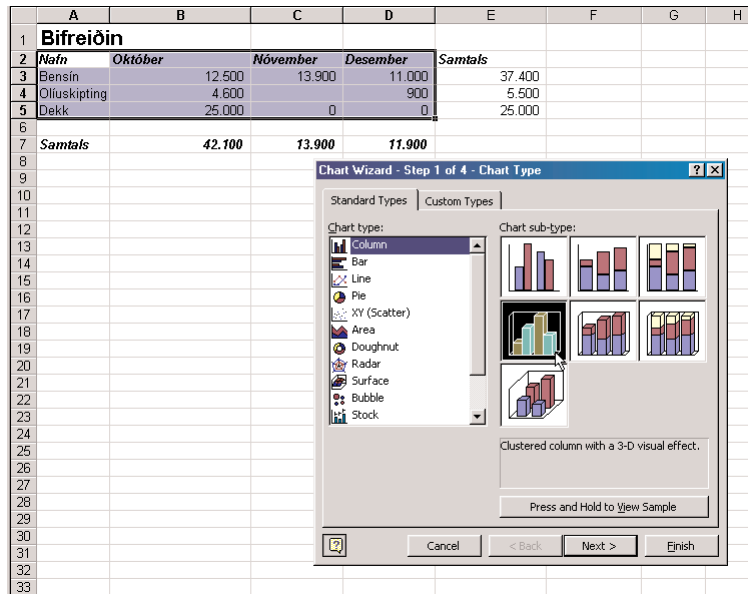 A B C D E F G H
1 Bifreiðin
2 Nafn Október Nóvember Desember Samtals
3 Bensín 12.500 13.900 11.000 37.400
4 Olíuskipting 4.600 900 5.500
5 Dekk 25.000 0 0 25.000
6
7 Samtals 42.100 13.900 11.900
8
Chart Wizard - Step 1 of 4 - Chart Type
9
10
Standard Types Custom Types
11
12
Chart type: Chart sub-type:
13
Column
14
Bar
15
Line
16
Pie
17
XY (Scatter)
18
Area
19
Doughnut
20
Radar
21
Surface
22
Bubble
23
Stock
24
25
Clustered column with a 3-D visual effect.
26
27
28
Press and Hold to View Sample
29
30
31
Cancel < Back Next > Finish
32
33